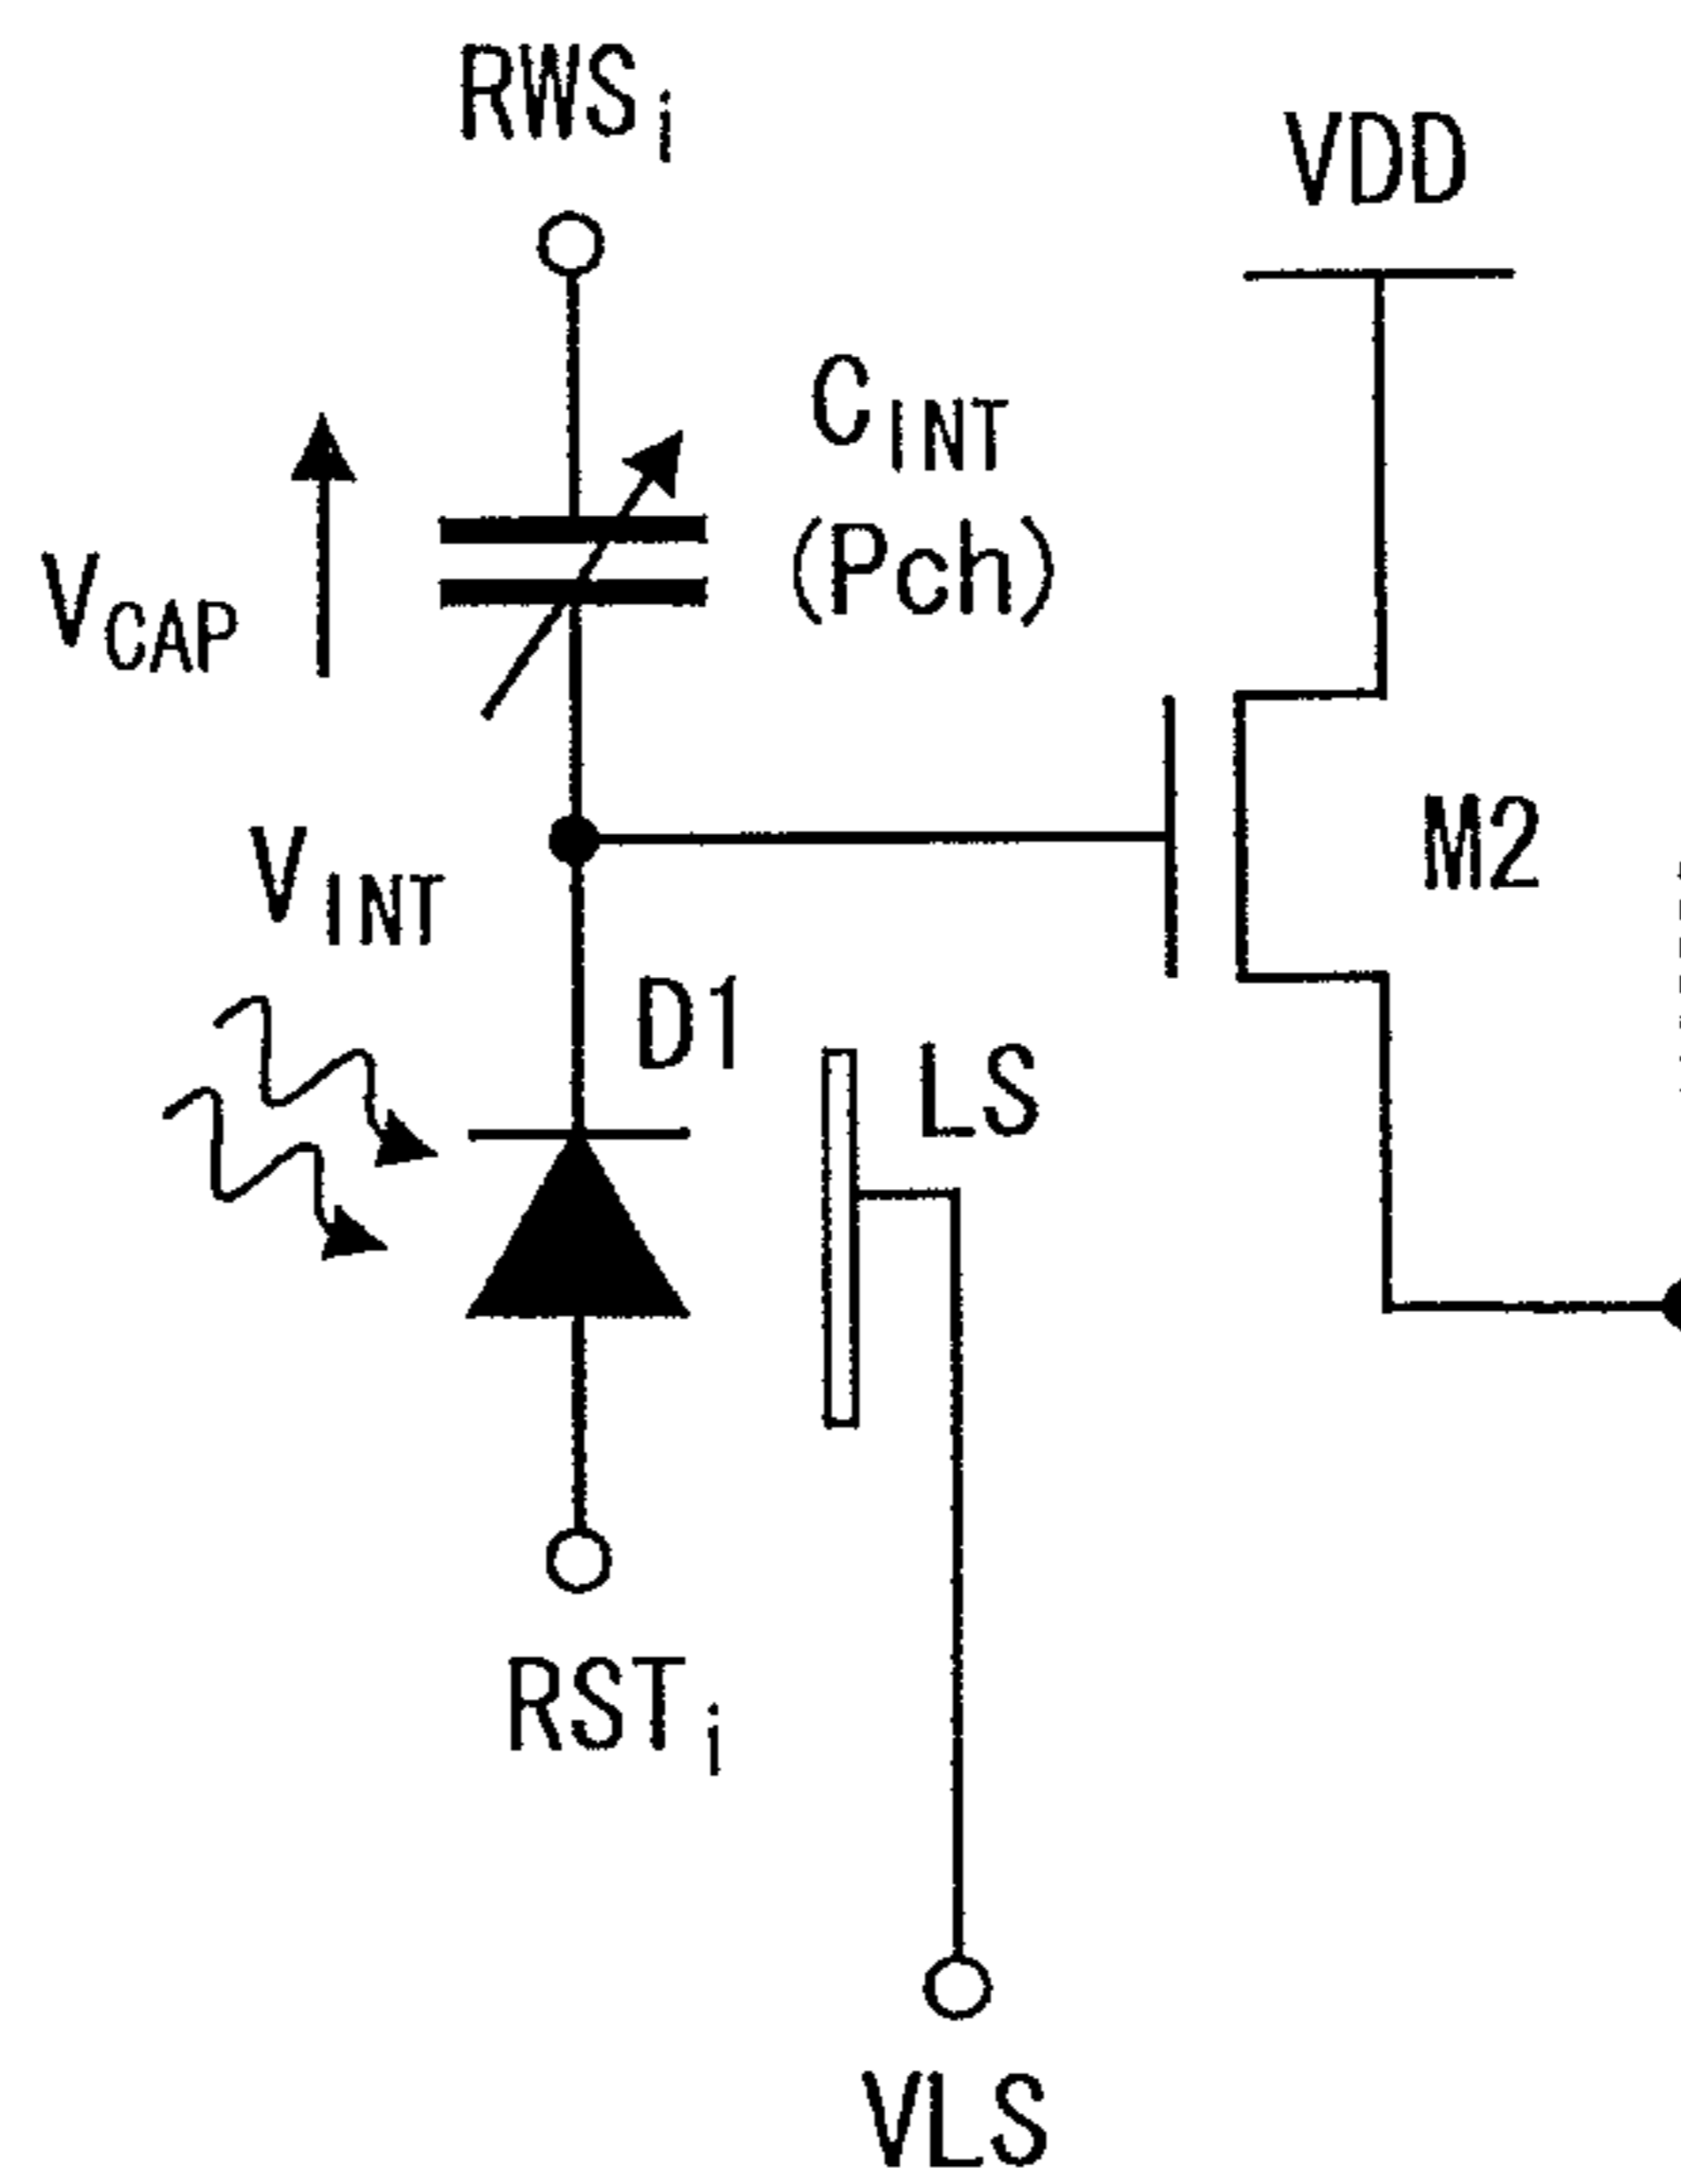 RWSi
VDD
CINT
(Pch)
VCAP
VINT
M2
D1
LS
RSTi
VLS